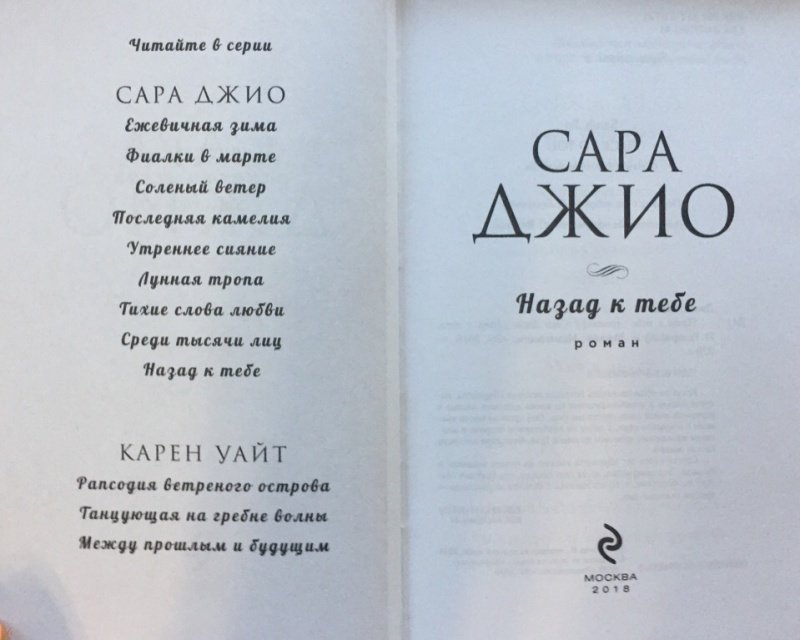 Читайте в серии
САРА ДЖИО
Ежевичная зима
Фиалки в марте
Соленый ветер
Последняя камелия
Утреннее сияние
Лунная тропа
Тихие слова любви
Среди тысячи лиц
Назад к тебе
КАРЕН УАЙТ
Рапсодия ветреного острова
Танцующая на гребне волны
Между прошлым и будущим
САРА
ДЖИО
Назад к тебе
роман
МОСКВА
2018